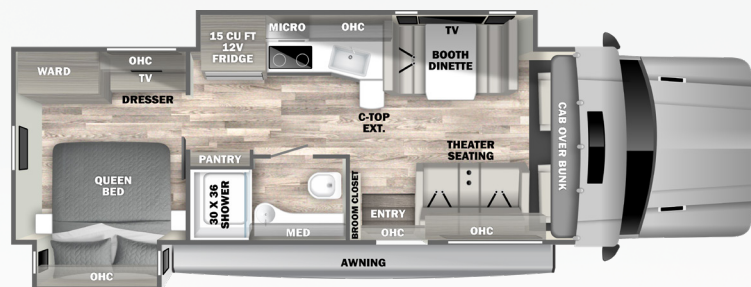 WARD
OHC
TV
DRESSER
15 CU FT
12V
FRIDGE
MICRO
OHC
TV
BOOTH
DINETTE
C-TOP
EXT.
THEATER
SEATING
CAB OVER BUNK
QUEEN
BED
PANTRY
30 X 36
SHOWER
MED
BROOM CLOSET
ENTRY
OHC
OHC
OHC
AWNING